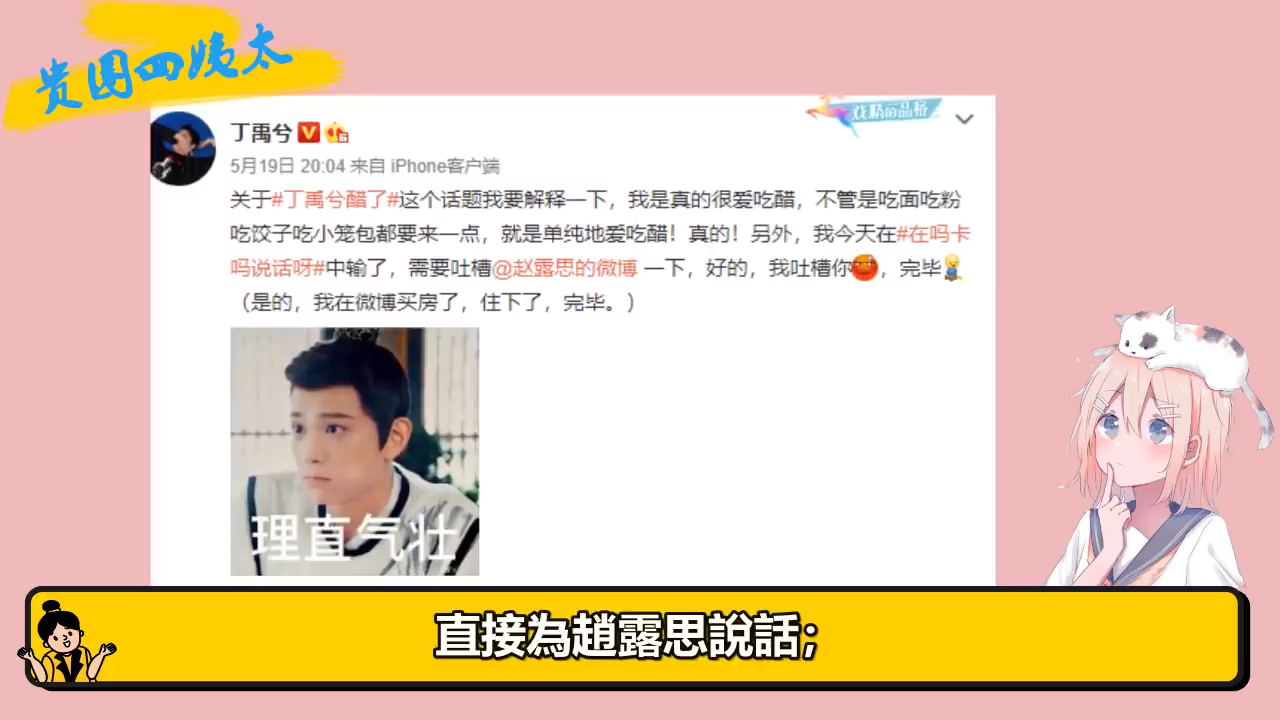 贵圈四姨太
戏精的品格
丁禹兮
5月19日 20:04 来自 iPhone客户端
关于#丁禹兮醋了#这个话题我要解释一下，我是真的很爱吃醋，不管是吃面吃粉
吃饺子吃小笼包都要来一点，就是单纯地爱吃醋！真的！另外，我今天在#在吗卡
吗说话呀#中输了，需要吐槽@赵露思的微博 一下，好的，我吐槽你，完毕
（是的，我在微博买房了，住下了，完毕。）
理直气壮
直接為趙露思說話；